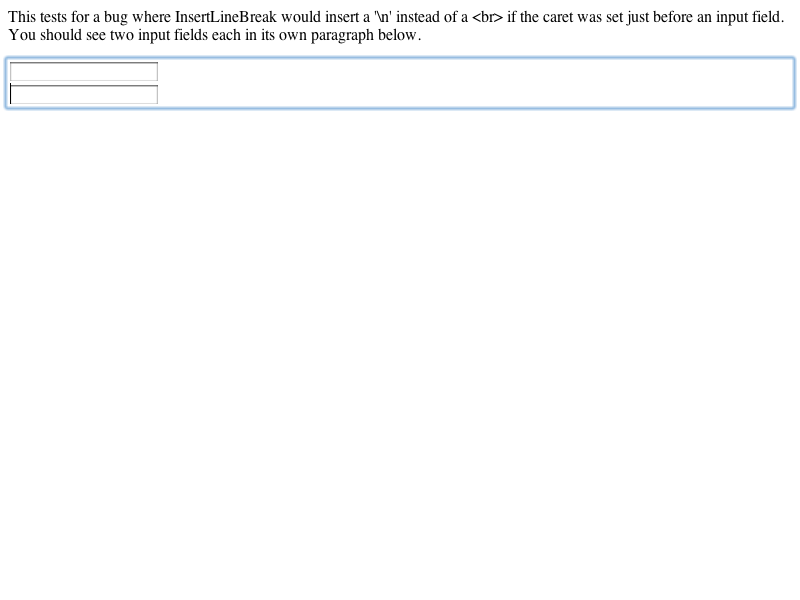 This tests for a bug where InsertLineBreak would insert a '\n' instead of a <br> if the caret was set just before an input field.
You should see two input fields each in its own paragraph below.